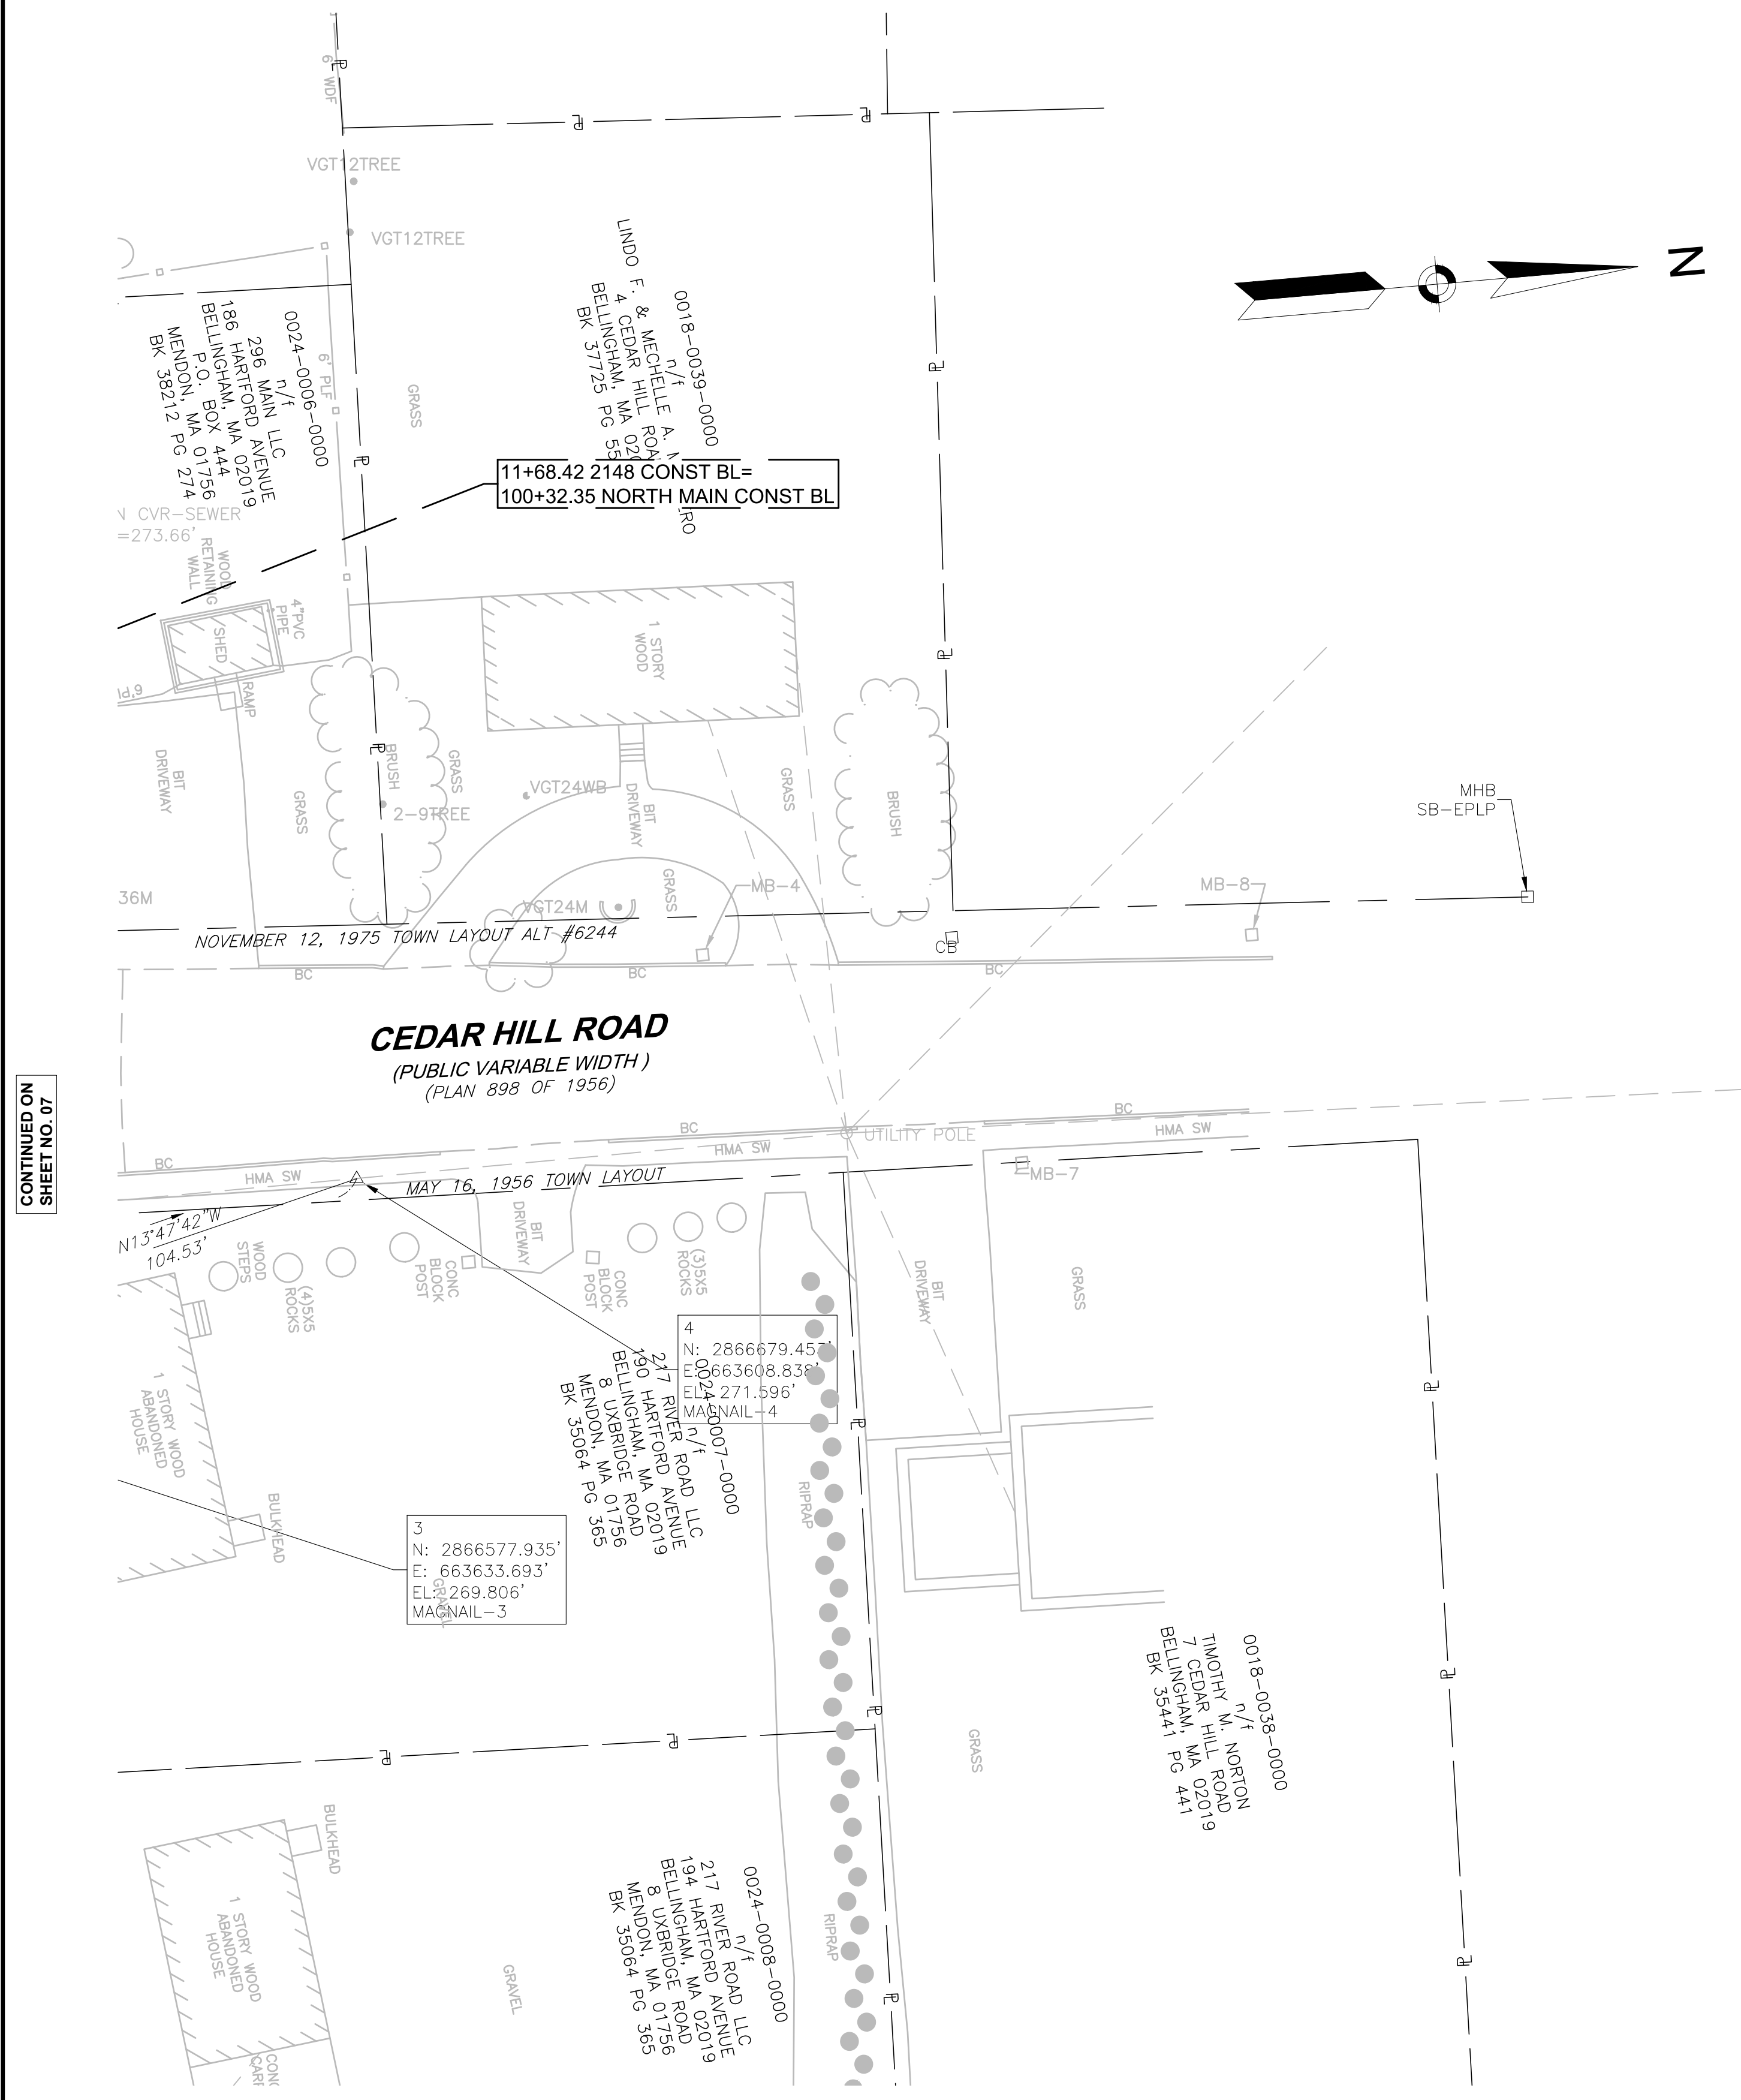 6' WDF
VGT12TREE
VGT12TREE
N
0024-0006-0000
n/f
296 MAIN LLC
186 HARTFORD AVENUE
BELLINGHAM, MA 02019
P.O. BOX 444
MENDON, MA 01756
BK 38212 PG 274
6' PLF
GRASS
0018-0039-0000
n/f
LINDO F. & MECHELLE A.
4 CEDAR HILL
BELLINGHAM, MA
BK 37725 PG
11+68.42 2148 CONST BL=
100+32.35 NORTH MAIN CONST BL
CVR-SEWER
=273.66'
WOOD
RETAINING
WALL
4"PVC
PIPE
SHED
RAMP
1 STORY
WOOD
BIT
DRIVEWAY
GRASS
BRUSH
GRASS
2-9TREE
VGT24WB
BIT
DRIVEWAY
GRASS
BRUSH
MHB
SB-EPLP
36M
VGT24M
GRASS
MB-4
MB-8
NOVEMBER 12, 1975 TOWN LAYOUT ALT #6244
CB
BC
BC
BC
CEDAR HILL ROAD
(PUBLIC VARIABLE WIDTH )
(PLAN 898 OF 1956)
CONTINUED ON
SHEET NO. 07
BC
BC
BC
HMA SW
HMA SW
HMA SW
UTILITY POLE
MB-7
MAY 16, 1956 TOWN LAYOUT
N13°47'42"W
104.53'
WOOD
STEPS
(4)5X5
ROCKS
CONC
BLOCK
POST
BIT
DRIVEWAY
CONC
BLOCK
POST
(3)5X5
ROCKS
BIT
DRIVEWAY
GRASS
4
N: 2866679.457'
E: 663608.838'
EL: 271.596'
MAGNAIL-4
0024-0007-0000
n/f
217 RIVER ROAD LLC
190 HARTFORD AVENUE
BELLINGHAM, MA 02019
8 UXBRIDGE ROAD
MENDON, MA 01756
BK 35064 PG 365
1 STORY WOOD
ABANDONED
HOUSE
BULKHEAD
3
N: 2866577.935'
E: 663633.693'
EL: 269.806'
MAGNAIL-3
GRAVEL
RIPRAP
0018-0038-0000
n/f
TIMOTHY M. NORTON
7 CEDAR HILL ROAD
BELLINGHAM, MA 02019
BK 35441 PG 441
GRASS
BULKHEAD
1 STORY WOOD
ABANDONED
HOUSE
GRAVEL
0024-0008-0000
n/f
217 RIVER ROAD LLC
194 HARTFORD AVENUE
BELLINGHAM, MA 02019
8 UXBRIDGE ROAD
MENDON, MA 01756
BK 35064 PG 365
RIPRAP